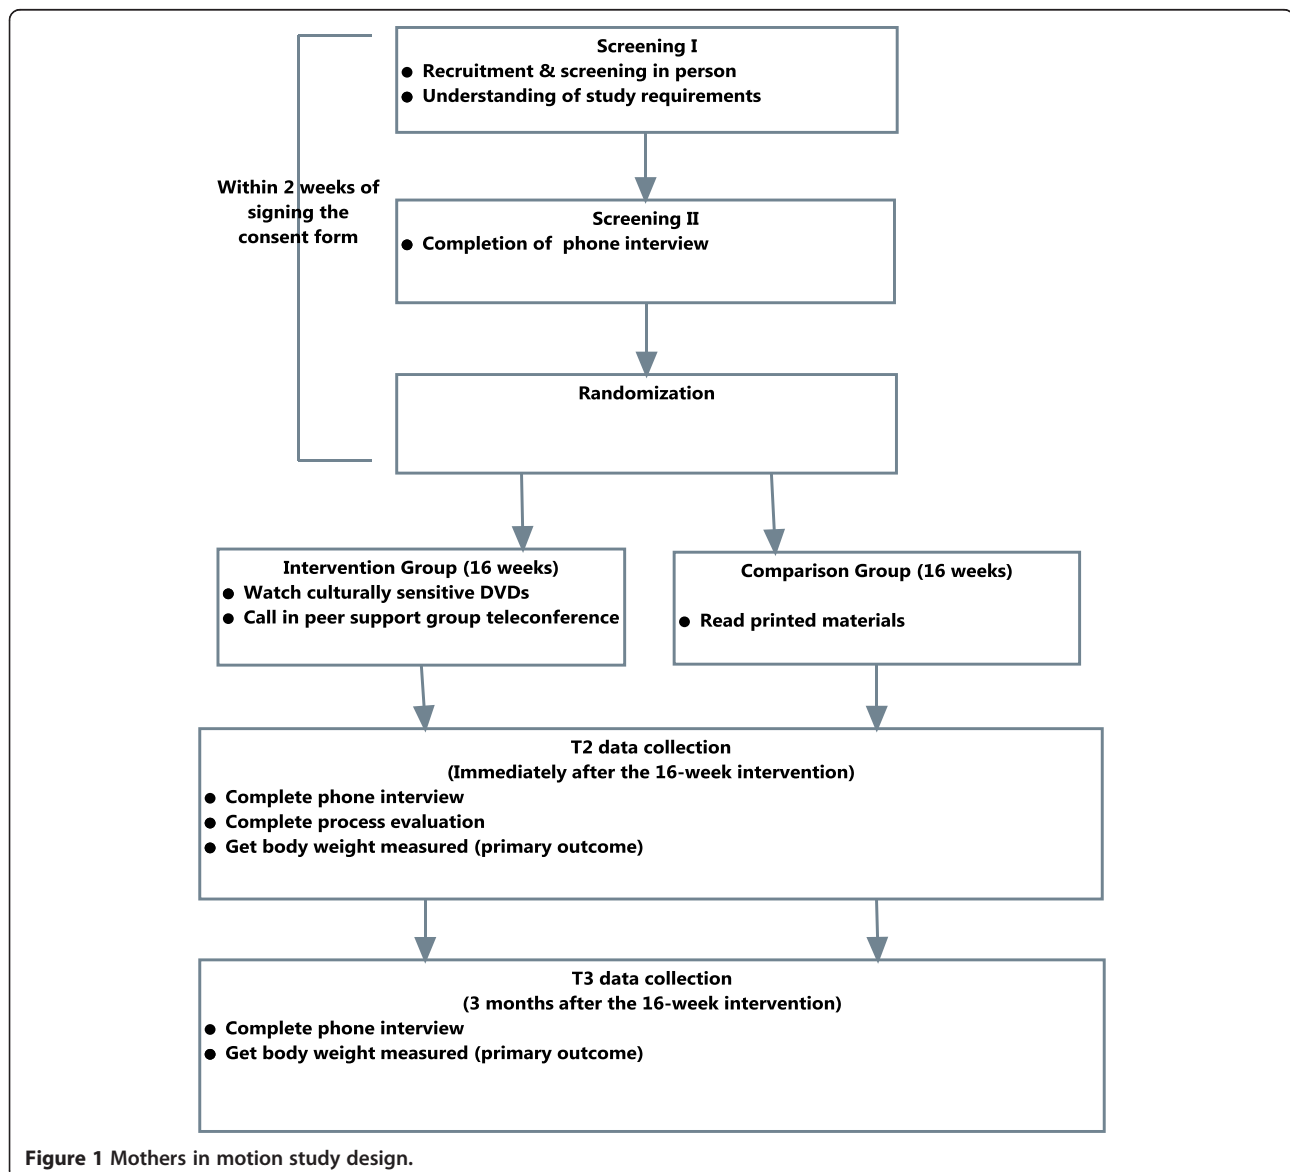 Screening I
● Recruitment & screening in person
● Understanding of study requirements
Within 2 weeks of
signing the
consent form
Screening II
● Completion of phone interview
Randomization
Intervention Group (16 weeks)
● Watch culturally sensitive DVDs
● Call in peer support group teleconference
Comparison Group (16 weeks)
● Read printed materials
T2 data collection
(Immediately after the 16-week intervention)
● Complete phone interview
● Complete process evaluation
● Get body weight measured (primary outcome)
T3 data collection
(3 months after the 16-week intervention)
● Complete phone interview
● Get body weight measured (primary outcome)
Figure 1 Mothers in motion study design.